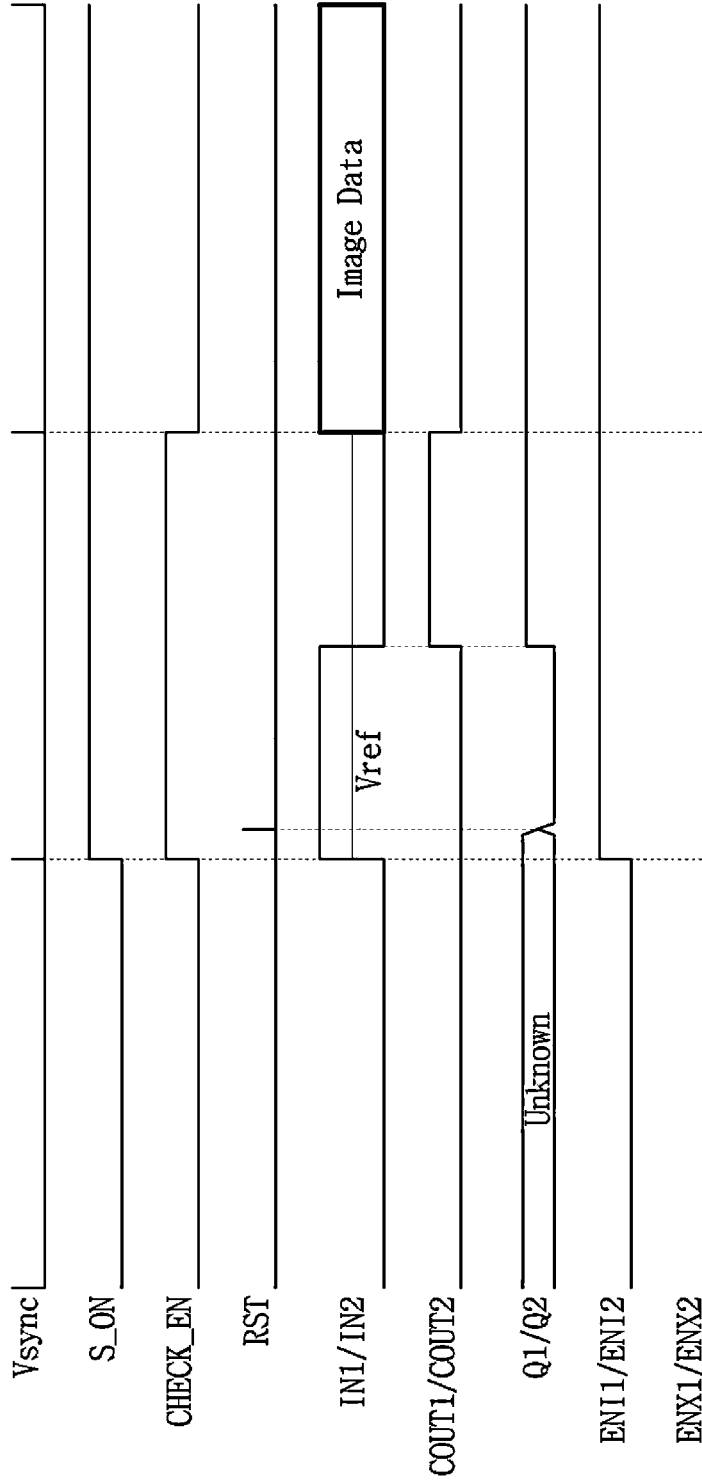 Vsync
S_ON
CHECK_EN
RST
IN1/IN2
Vref
Image Data
COUT1/COUT2
Q1/Q2
Unknown
ENI1/ENI2
ENX1/ENX2